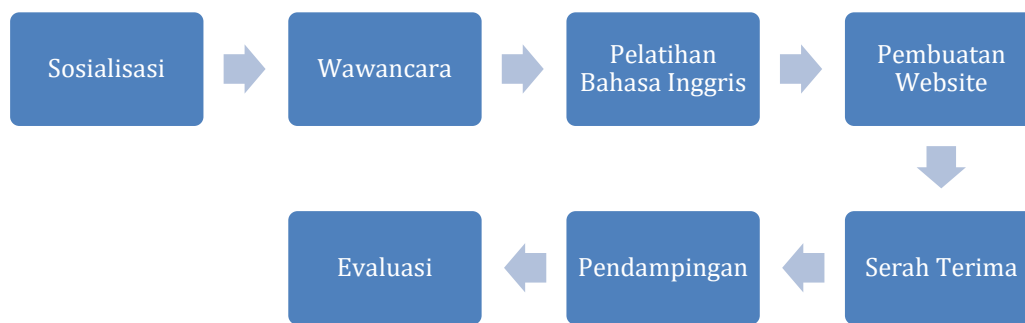 Sosialisasi
Wawancara
Pelatihan
Bahasa Inggris
Pembuatan
Website
Serah Terima
Pendampingan
Evaluasi